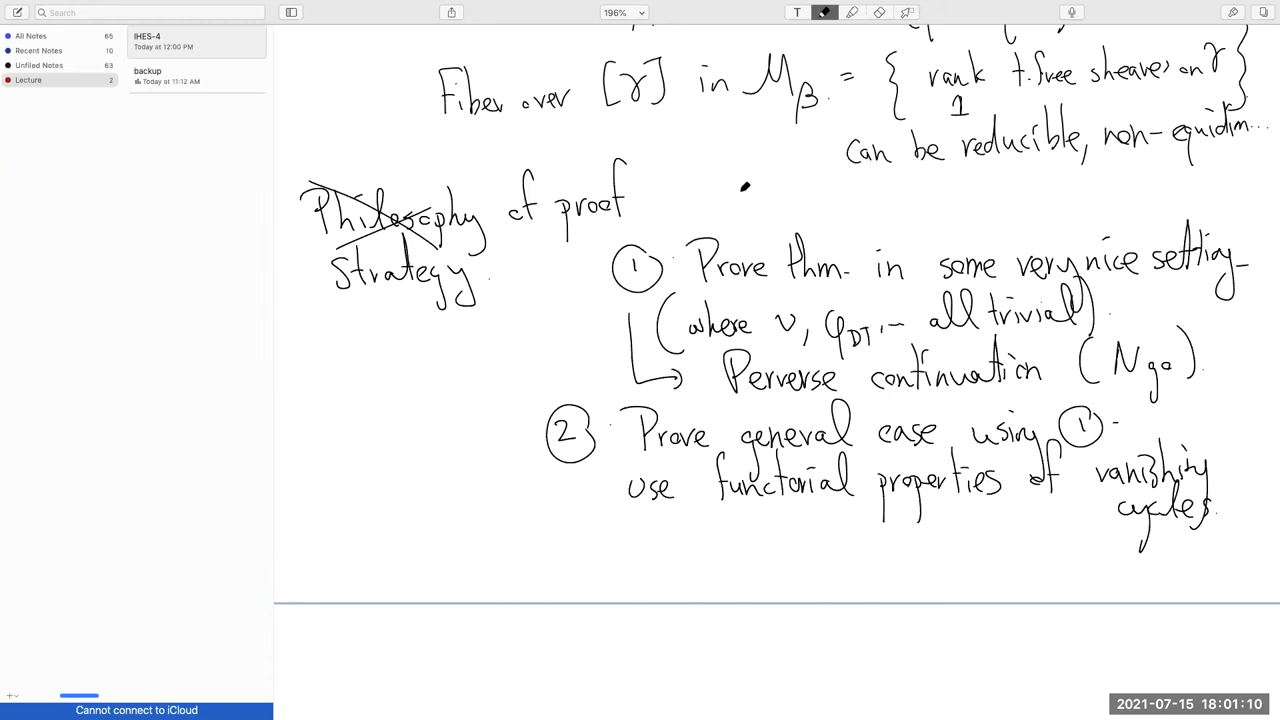 Search
196%
All Notes 65
Recent Notes 10
Unfiled Notes 63
Lecture 2
IHES-4
Today at 12:00 PM
backup
Today at 11:12 AM
Fiber over [γ] in M_β = { rank 1 t.free sheaves on γ }
can be reducible, non-equidim...
Philosophy of proof
Strategy
① Prove thm. in some very nice setting
(where ν, φ_DT, ... all trivial).
→ Perverse continuation (Ngo).
② Prove general case using ①.
use functorial properties of vanishing
cycles.
Cannot connect to iCloud
2021-07-15 18:01:10